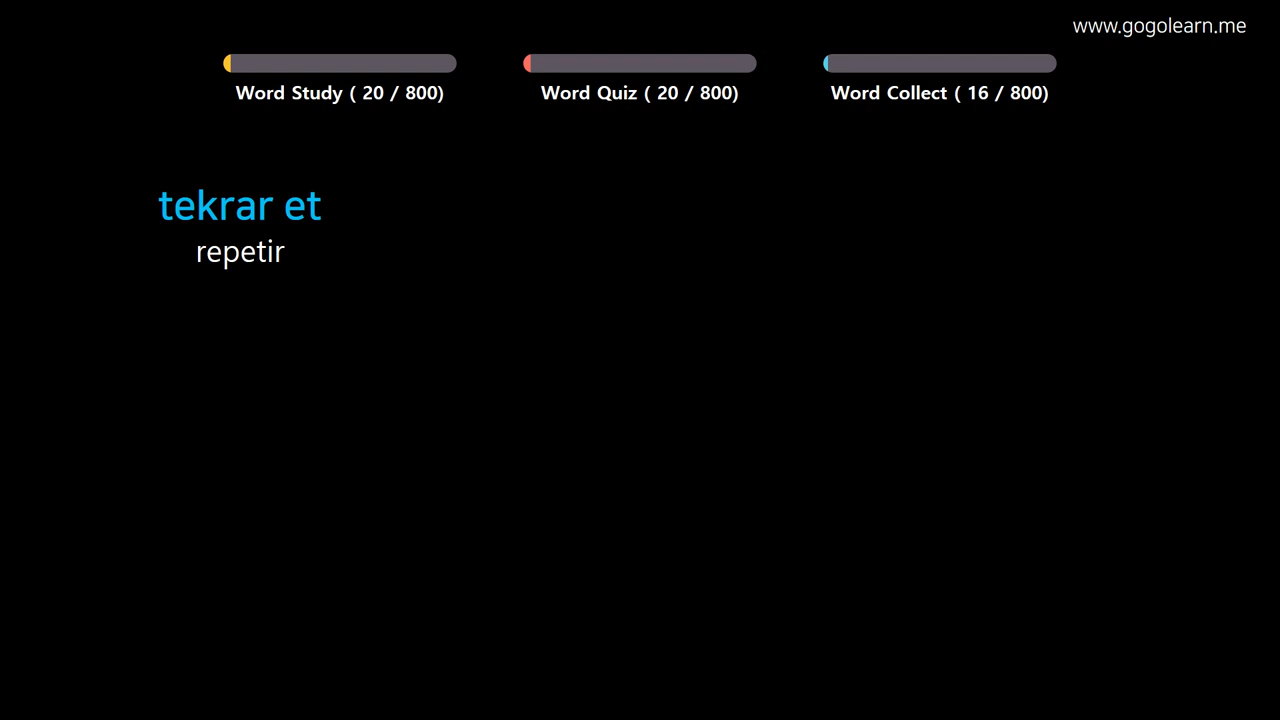 www.gogolearn.me
Word Study ( 20 / 800)
Word Quiz ( 20 / 800)
Word Collect ( 16 / 800)
tekrar et
repetir